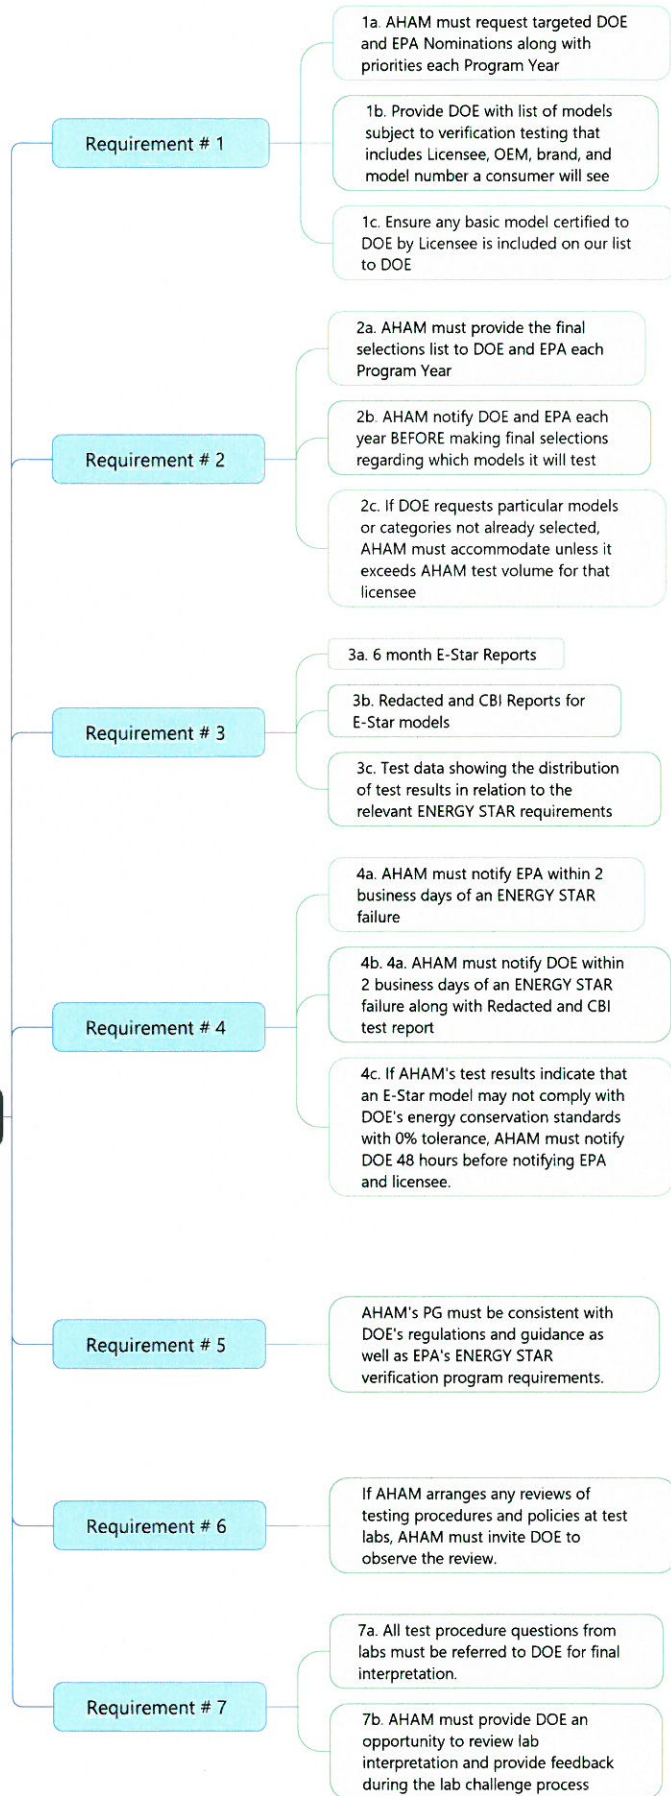 Requirement # 1
1a. AHAM must request targeted DOE
and EPA Nominations along with
priorities each Program Year
1b. Provide DOE with list of models
subject to verification testing that
includes Licensee, OEM, brand, and
model number a consumer will see
1c. Ensure any basic model certified to
DOE by Licensee is included on our list
to DOE
Requirement # 2
2a. AHAM must provide the final
selections list to DOE and EPA each
Program Year
2b. AHAM notify DOE and EPA each
year BEFORE making final selections
regarding which models it will test
2c. If DOE requests particular models
or categories not already selected,
AHAM must accommodate unless it
exceeds AHAM test volume for that
licensee
Requirement # 3
3a. 6 month E-Star Reports
3b. Redacted and CBI Reports for
E-Star models
3c. Test data showing the distribution
of test results in relation to the
relevant ENERGY STAR requirements
Requirement # 4
4a. AHAM must notify EPA within 2
business days of an ENERGY STAR
failure
4b. 4a. AHAM must notify DOE within
2 business days of an ENERGY STAR
failure along with Redacted and CBI
test report
4c. If AHAM's test results indicate that
an E-Star model may not comply with
DOE's energy conservation standards
with 0% tolerance, AHAM must notify
DOE 48 hours before notifying EPA
and licensee.
Requirement # 5
AHAM's PG must be consistent with
DOE's regulations and guidance as
well as EPA's ENERGY STAR
verification program requirements.
Requirement # 6
If AHAM arranges any reviews of
testing procedures and policies at test
labs, AHAM must invite DOE to
observe the review.
Requirement # 7
7a. All test procedure questions from
labs must be referred to DOE for final
interpretation.
7b. AHAM must provide DOE an
opportunity to review lab
interpretation and provide feedback
during the lab challenge process